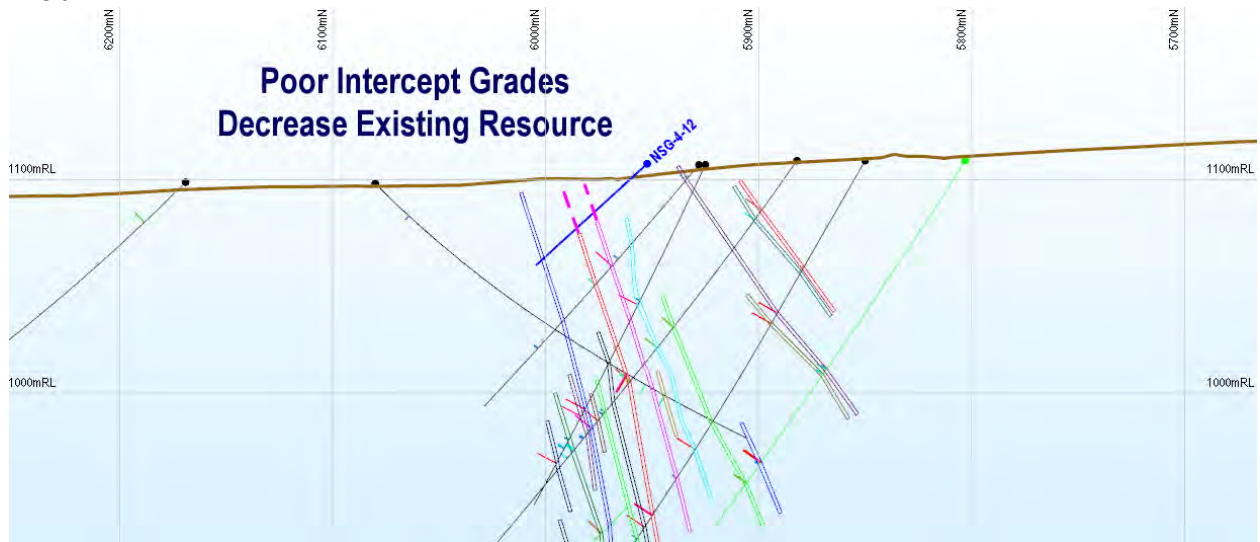 6200mN
6100mN
6000mN
5900mN
5800mN
5700mN
Poor Intercept Grades
Decrease Existing Resource
NSG-4-12
1100mRL
1100mRL
1000mRL
1000mRL